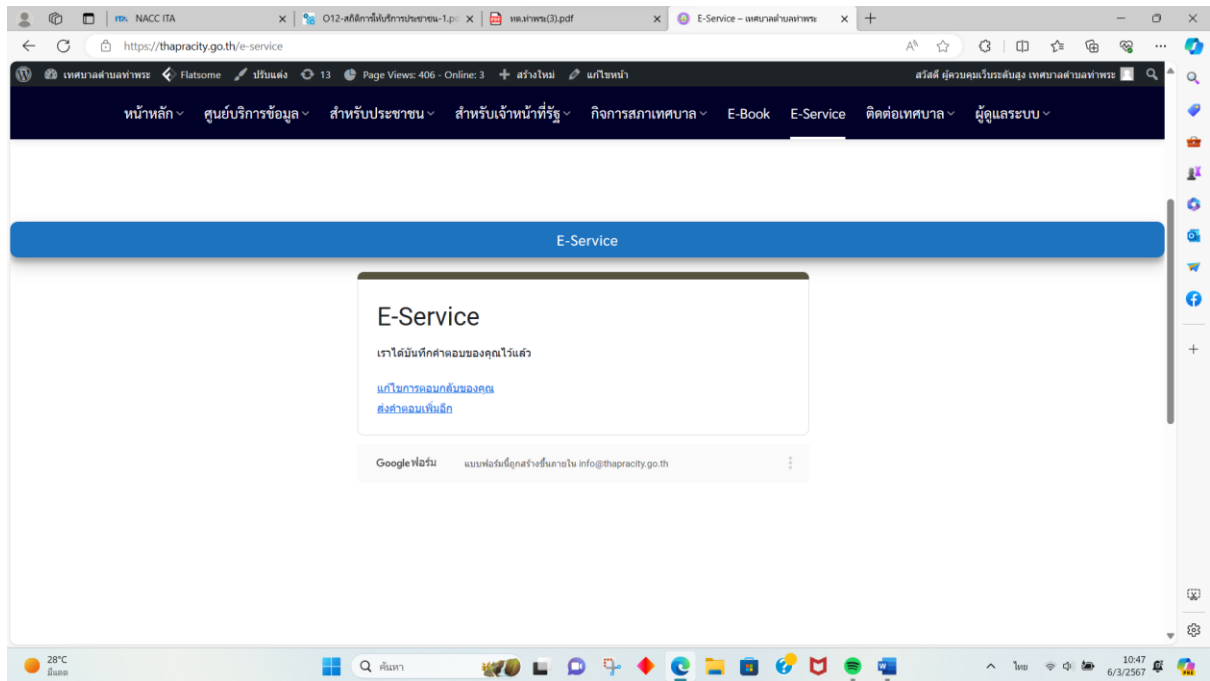 NACC ITA
O12-สถิติการให้บริการประชาชน-1.pc
ทต.ท่าพระ(3).pdf
E-Service – เทศบาลตำบลท่าพระ
https://thapracity.go.th/e-service
เทศบาลตำบลท่าพระ Flatsome ปรับแต่ง 13 Page Views: 406 - Online: 3 สร้างใหม่ แก้ไขหน้า สวัสดี ผู้ควบคุมเว็บระดับสูง เทศบาลตำบลท่าพระ
หน้าหลัก ศูนย์บริการข้อมูล สำหรับประชาชน สำหรับเจ้าหน้าที่รัฐ กิจการสภาเทศบาล E-Book E-Service ติดต่อเทศบาล ผู้ดูแลระบบ
E-Service
E-Service
เราได้บันทึกคำตอบของคุณไว้แล้ว
แก้ไขการตอบกลับของคุณ
ส่งคำตอบเพิ่มอีก
Google ฟอร์ม แบบฟอร์มนี้ถูกสร้างขึ้นภายใน info@thapracity.go.th
28°C
มีแดด
ค้นหา
ไทย
10:47
6/3/2567